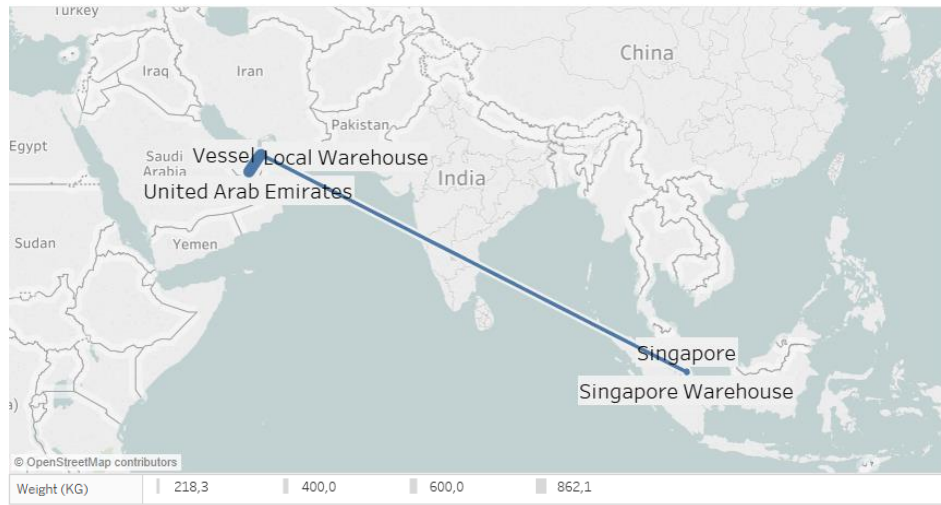 Turkey
China
Iraq
Iran
Pakistan
Egypt
Vessel
Local Warehouse
Saudi
Arabia
India
United Arab Emirates
Sudan
Yemen
Singapore
Singapore Warehouse
© OpenStreetMap contributors
Weight (KG)
218,3
400,0
600,0
862,1